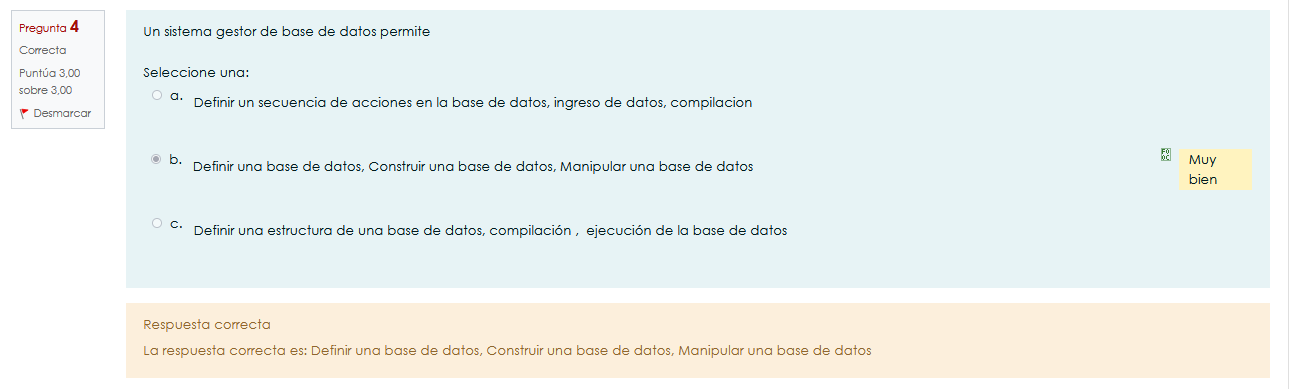 Pregunta 4
Correcta
Puntúa 3,00
sobre 3,00
Desmarcar
Un sistema gestor de base de datos permite
Seleccione una:
a. Definir un secuencia de acciones en la base de datos, ingreso de datos, compilacion
b. Definir una base de datos, Construir una base de datos, Manipular una base de datos
Muy
bien
c. Definir una estructura de una base de datos, compilación , ejecución de la base de datos
Respuesta correcta
La respuesta correcta es: Definir una base de datos, Construir una base de datos, Manipular una base de datos